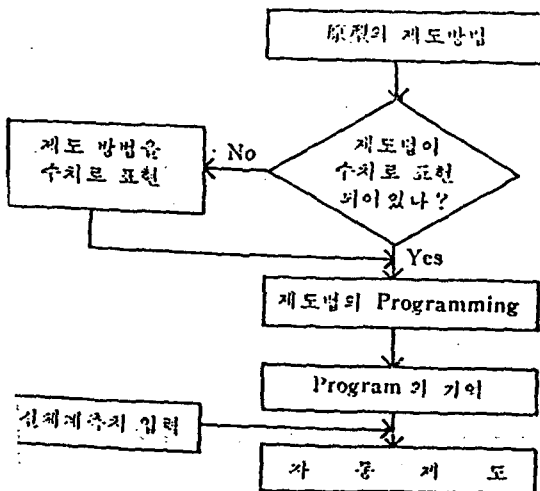 原型의 제도방법
제도 방법을
수치로 표현
No
제도법이
수치로 표현
되어있나?
Yes
제도법의 Programming
Program의 기억
신체계측치 입력
자 동 제 도